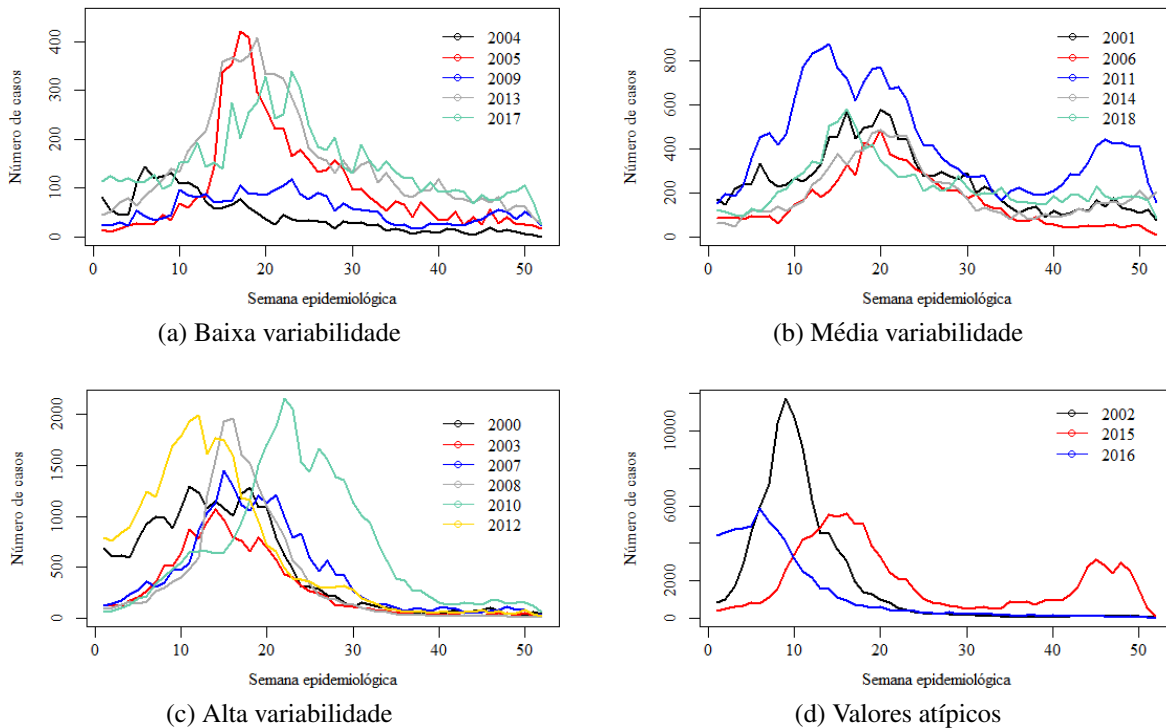 Número de casos
0 100 200 300 400
2004
2005
2009
2013
2017
0 10 20 30 40 50
Semana epidemiológica
(a) Baixa variabilidade
Número de casos
0 200 400 600 800
2001
2006
2011
2014
2018
0 10 20 30 40 50
Semana epidemiológica
(b) Média variabilidade
Número de casos
0 500 1000 1500 2000
2000
2003
2007
2008
2010
2012
0 10 20 30 40 50
Semana epidemiológica
(c) Alta variabilidade
Número de casos
0 2000 6000 10000
2002
2015
2016
0 10 20 30 40 50
Semana epidemiológica
(d) Valores atípicos